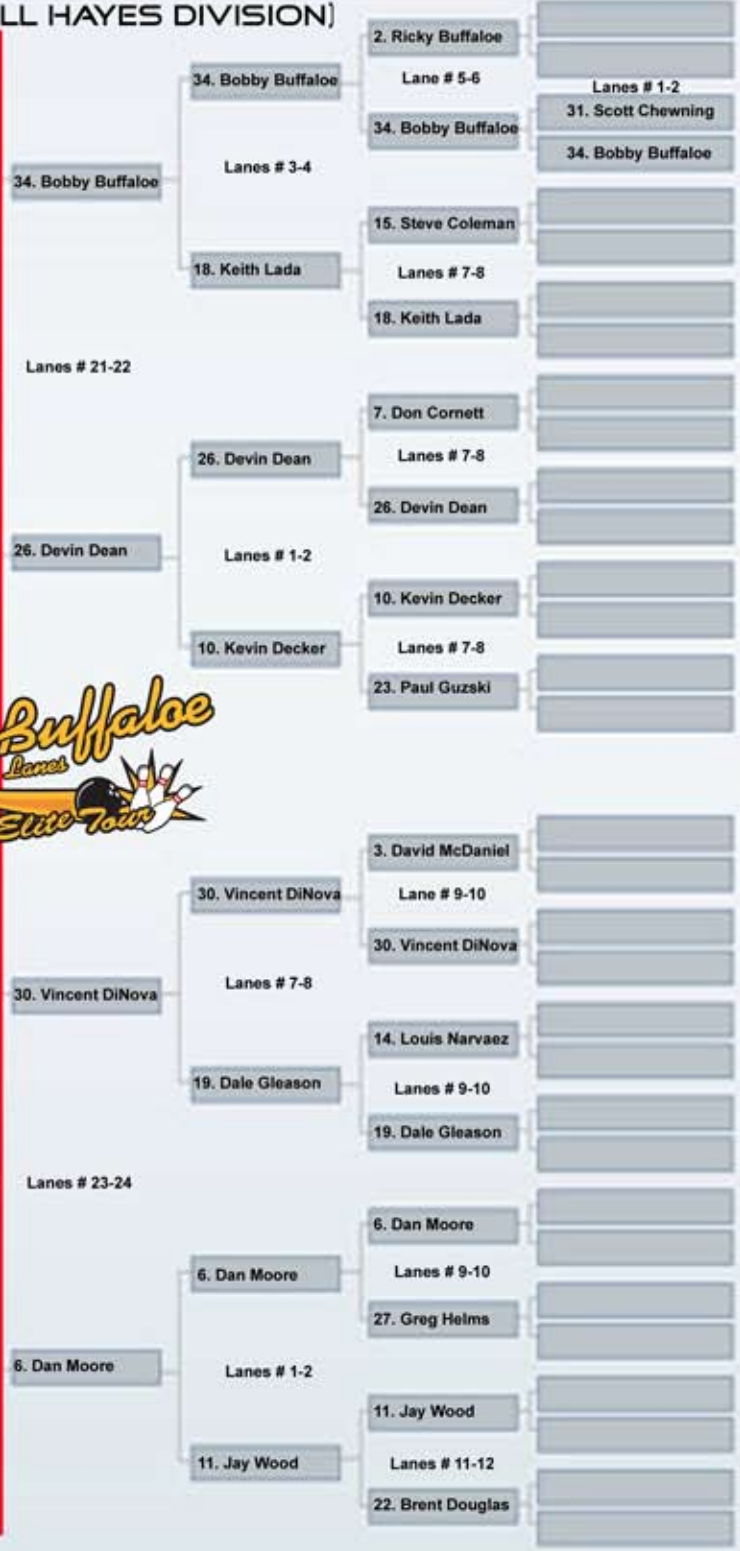 LL HAYES DIVISION)
2. Ricky Buffaloe
Lane # 5-6
34. Bobby Buffaloe
Lanes # 1-2
31. Scott Chewning
34. Bobby Buffaloe
34. Bobby Buffaloe
Lanes # 3-4
34. Bobby Buffaloe
15. Steve Coleman
18. Keith Lada
Lanes # 7-8
18. Keith Lada
Lanes # 21-22
7. Don Cornett
26. Devin Dean
Lanes # 7-8
26. Devin Dean
26. Devin Dean
Lanes # 1-2
10. Kevin Decker
10. Kevin Decker
Lanes # 7-8
23. Paul Guzski
Buffaloe
Lanes
Elite Tour
3. David McDaniel
30. Vincent DiNova
Lane # 9-10
30. Vincent DiNova
30. Vincent DiNova
Lanes # 7-8
14. Louis Narvaez
19. Dale Gleason
Lanes # 9-10
19. Dale Gleason
Lanes # 23-24
6. Dan Moore
6. Dan Moore
Lanes # 9-10
27. Greg Helms
6. Dan Moore
Lanes # 1-2
11. Jay Wood
11. Jay Wood
Lanes # 11-12
22. Brent Douglas